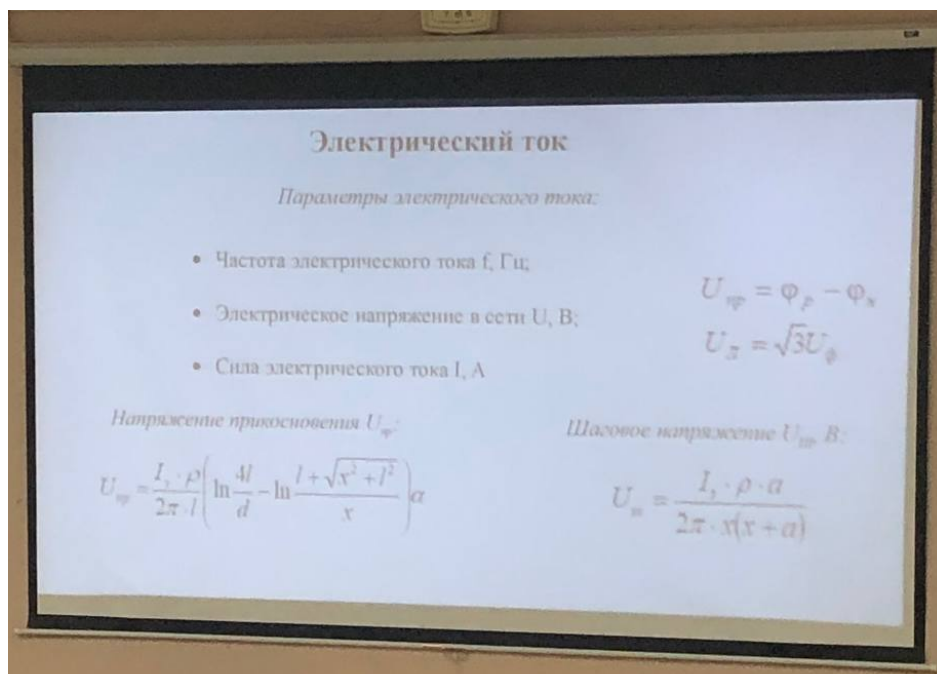 Электрический ток
Параметры электрического тока:
• Частота электрического тока f, Гц;
• Электрическое напряжение в сети U, В;
• Сила электрического тока I, А
U_пр = φ_р − φ_н
U_Л = √3U_ф
Напряжение прикосновения U_пр:
U_пр = (I_з · ρ)/(2π · l) (ln 4l/d − ln (l + √(x² + l²))/x) α
Шаговое напряжение U_ш, В:
U_ш = (I_з · ρ · a)/(2π · x(x + a))